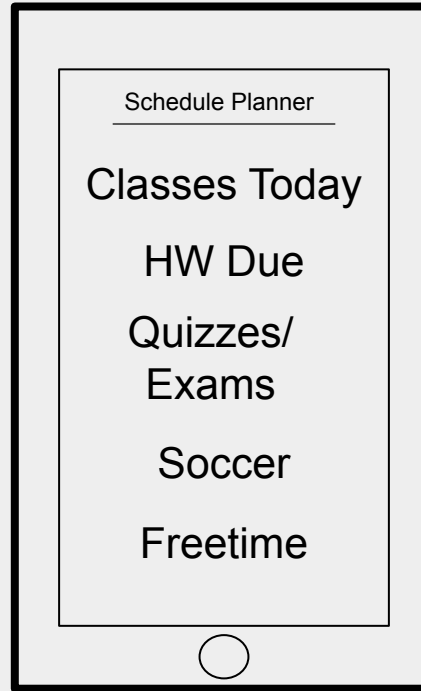 Schedule Planner
Classes Today
HW Due
Quizzes/
Exams
Soccer
Freetime